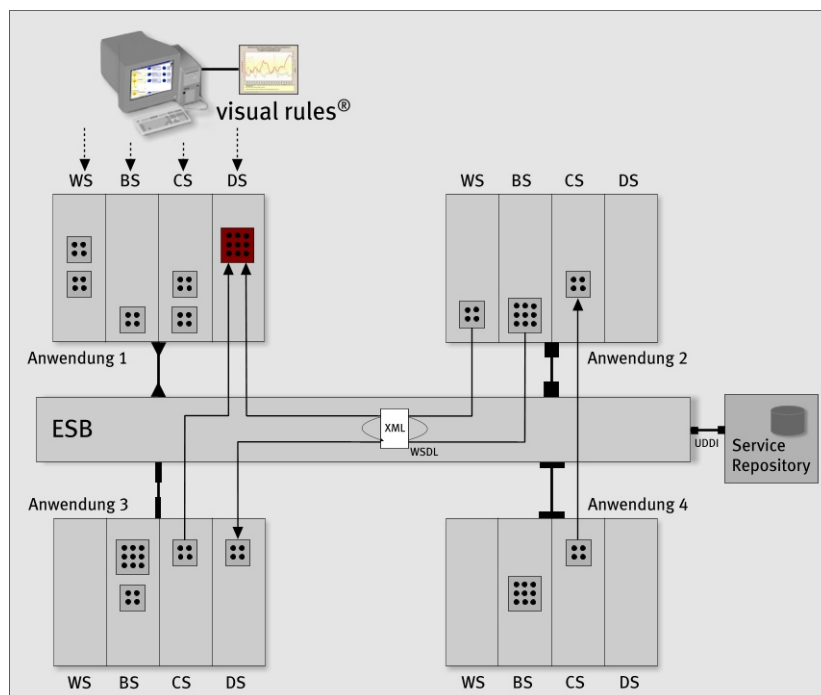 visual rules®
WS BS CS DS
WS BS CS DS
Anwendung 1
Anwendung 2
ESB
XML
WSDL
UDDI
Service
Repository
Anwendung 3
Anwendung 4
WS BS CS DS
WS BS CS DS